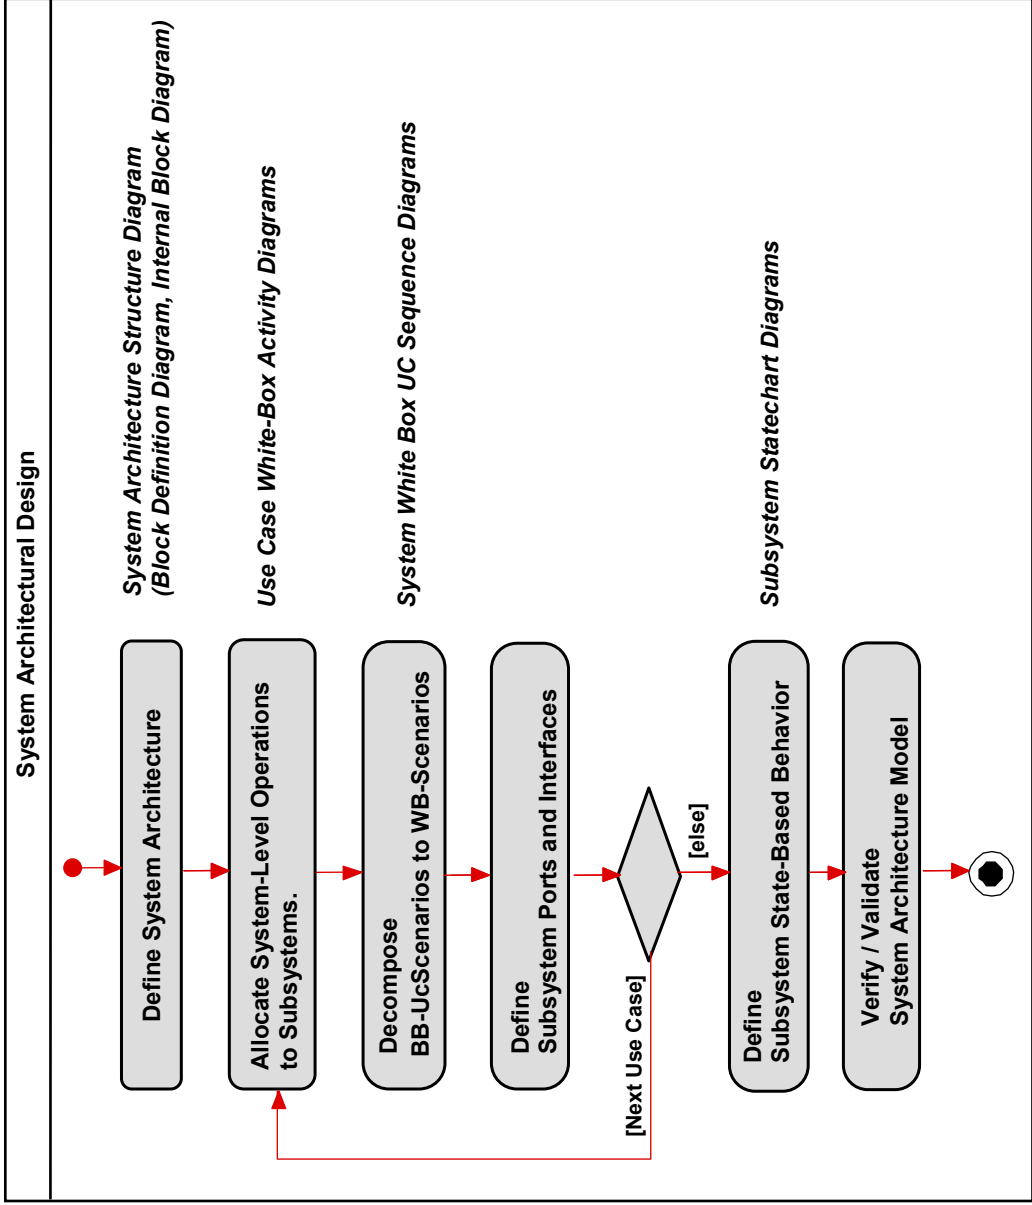 System Architectural Design
Define System Architecture
System Architecture Structure Diagram
(Block Definition Diagram, Internal Block Diagram)
Allocate System-Level Operations
to Subsystems.
Use Case White-Box Activity Diagrams
Decompose
BB-UcScenarios to WB-Scenarios
System White Box UC Sequence Diagrams
Define
Subsystem Ports and Interfaces
[Next Use Case]
[else]
Define
Subsystem State-Based Behavior
Subsystem Statechart Diagrams
Verify / Validate
System Architecture Model